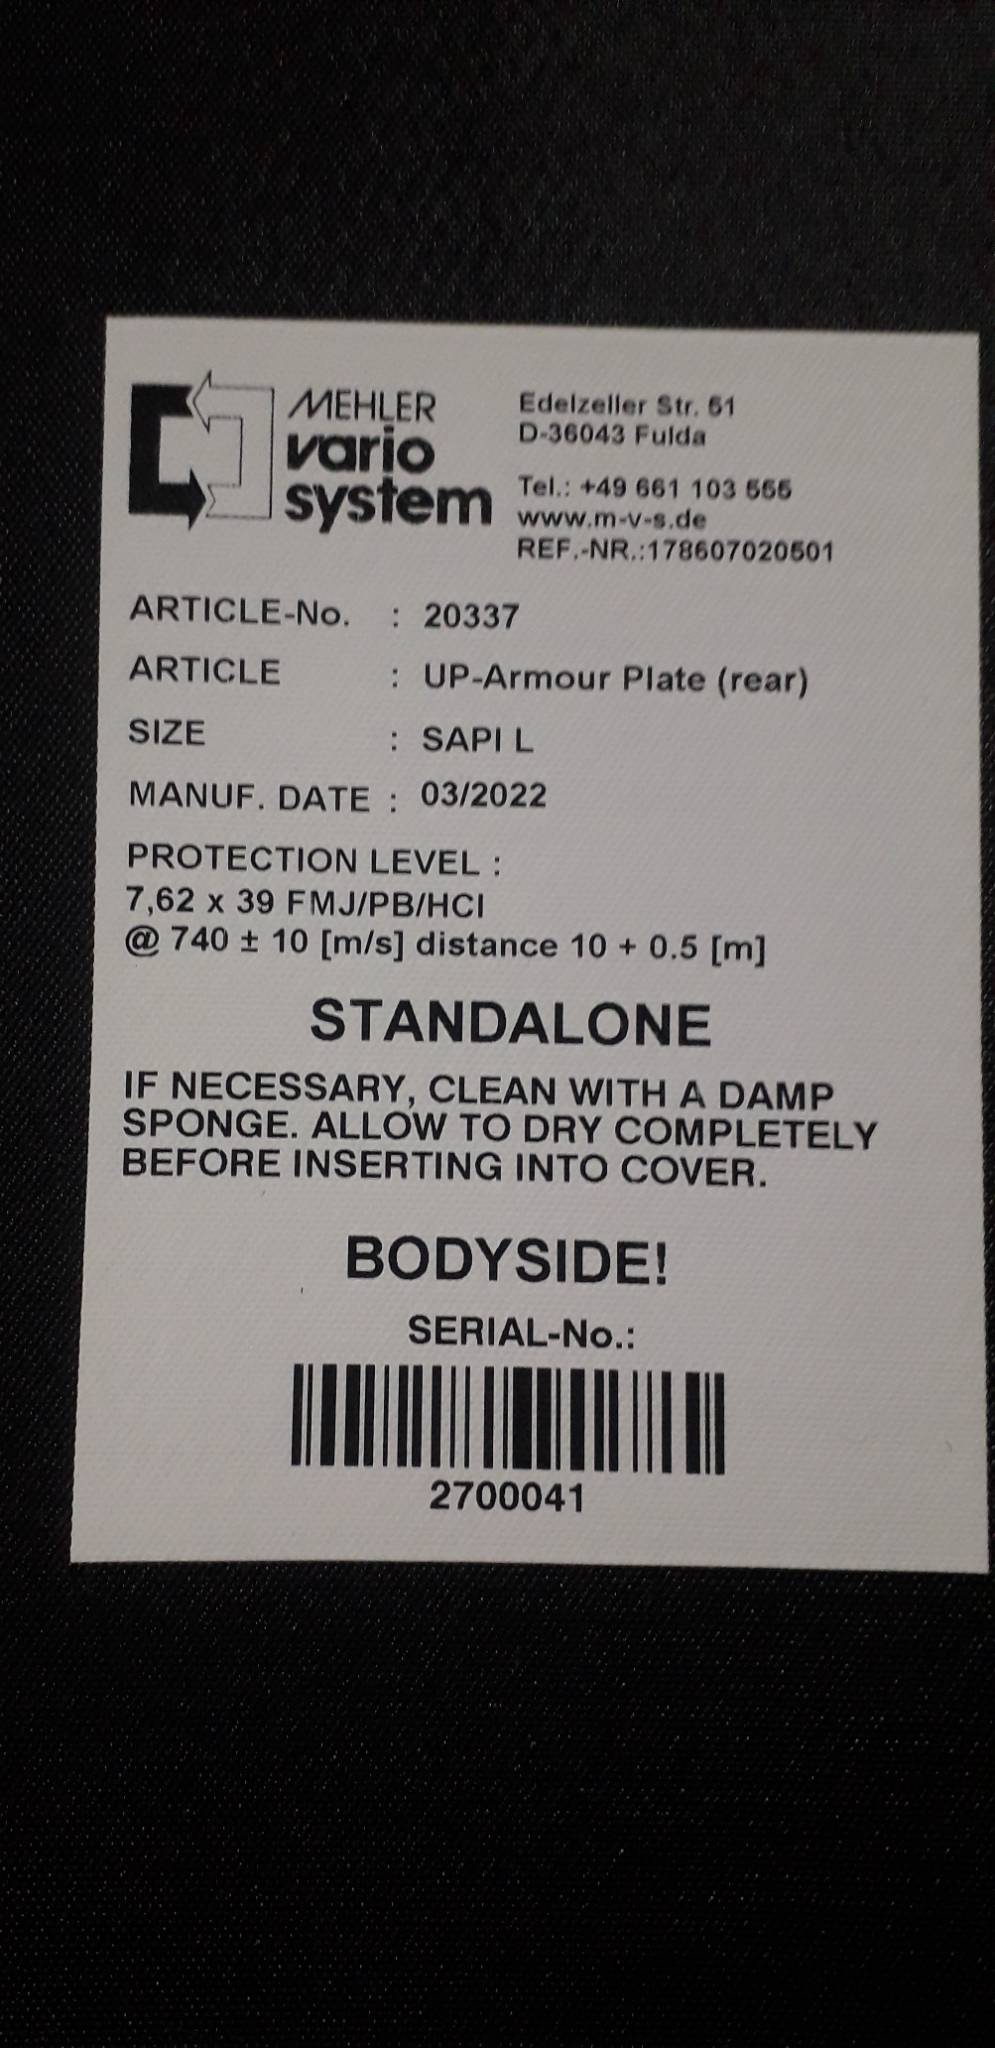 MEHLER
vario
system
Edelzeller Str. 51
D-36043 Fulda
Tel.: +49 661 103 555
www.m-v-s.de
REF.-NR.:178607020501
ARTICLE-No. : 20337
ARTICLE : UP-Armour Plate (rear)
SIZE : SAPI L
MANUF. DATE : 03/2022
PROTECTION LEVEL :
7,62 x 39 FMJ/PB/HCI
@ 740 ± 10 [m/s] distance 10 + 0.5 [m]
STANDALONE
IF NECESSARY, CLEAN WITH A DAMP
SPONGE. ALLOW TO DRY COMPLETELY
BEFORE INSERTING INTO COVER.
BODYSIDE!
SERIAL-No.:
2700041